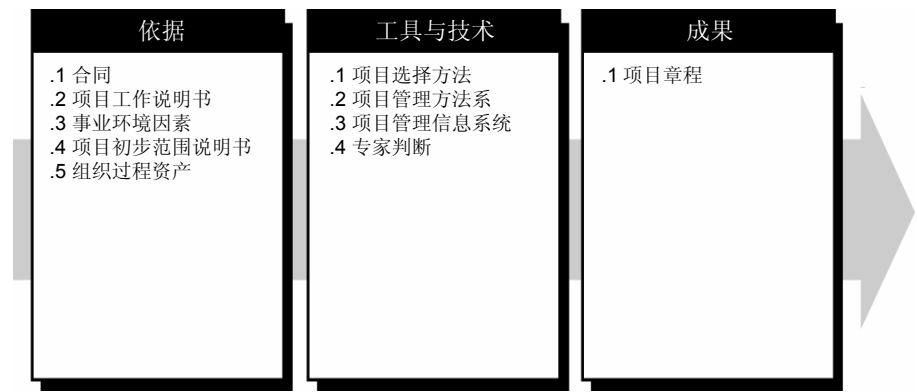 依据
.1 合同
.2 项目工作说明书
.3 事业环境因素
.4 项目初步范围说明书
.5 组织过程资产
工具与技术
.1 项目选择方法
.2 项目管理方法系
.3 项目管理信息系统
.4 专家判断
成果
.1 项目章程